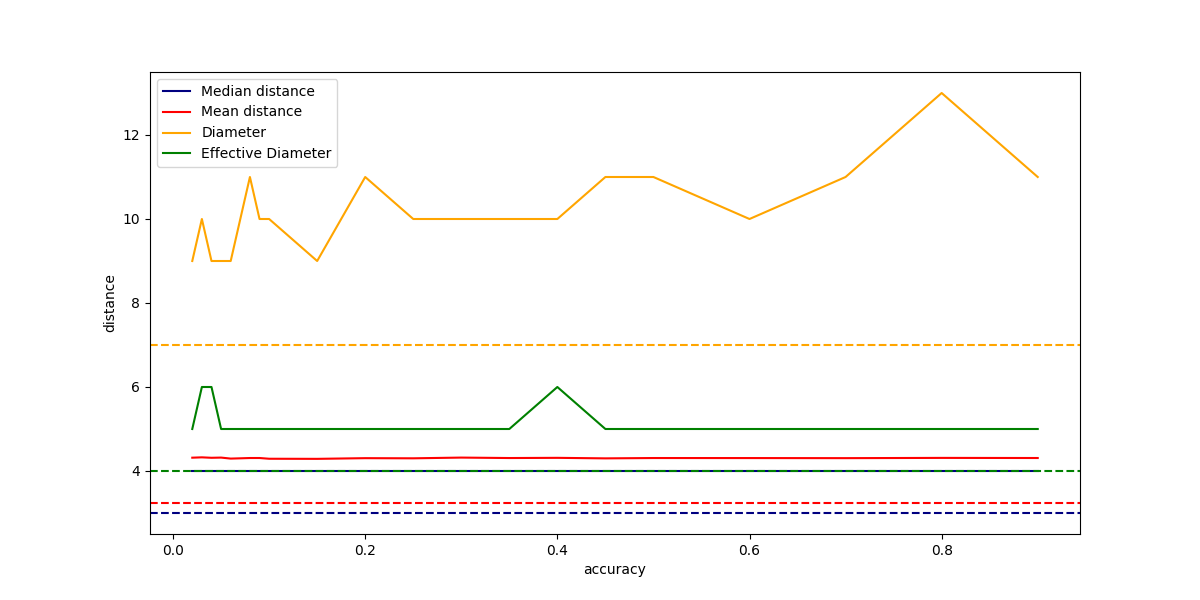 Median distance
Mean distance
Diameter
Effective Diameter
12
10
8
6
4
distance
0.0 0.2 0.4 0.6 0.8
accuracy